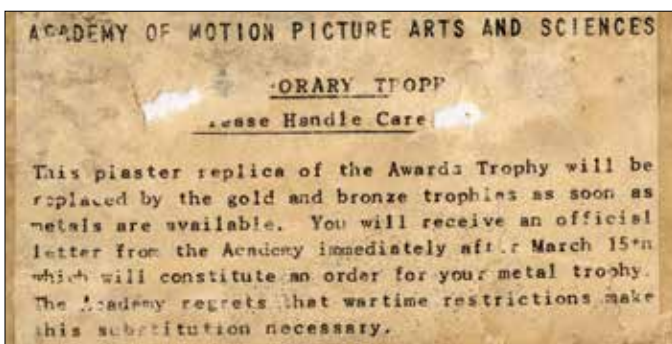 ACADEMY OF MOTION PICTURE ARTS AND SCIENCES
Handle Care
This plaster replica of the Awards Trophy will be
replaced by the gold and bronze trophies as soon as
metals are available. You will receive an official
letter from the Academy immediately after March 15th
which will constitute an order for your metal trophy.
The Academy regrets that wartime restrictions make
this substitution necessary.